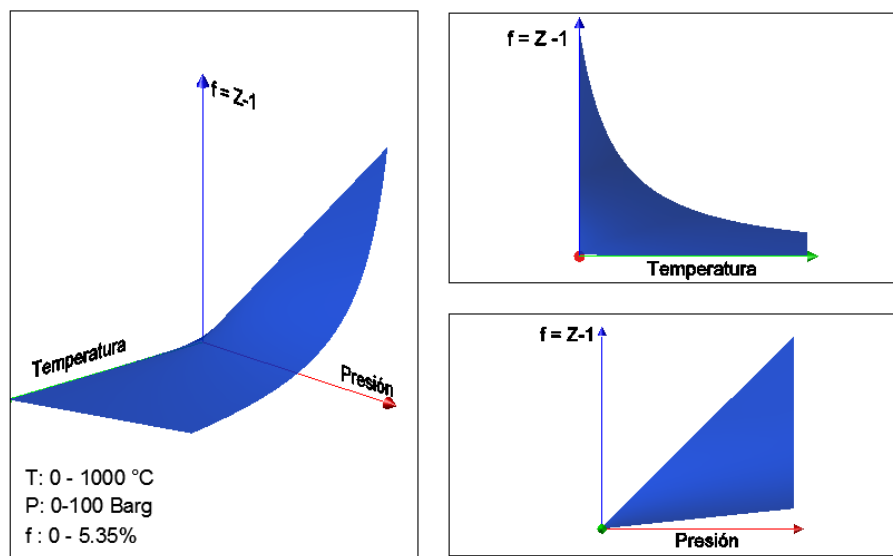 f = Z-1
Temperatura
Presión
T: 0 - 1000 °C
P: 0-100 Barg
f : 0 - 5.35%
f = Z -1
Temperatura
f = Z-1
Presión